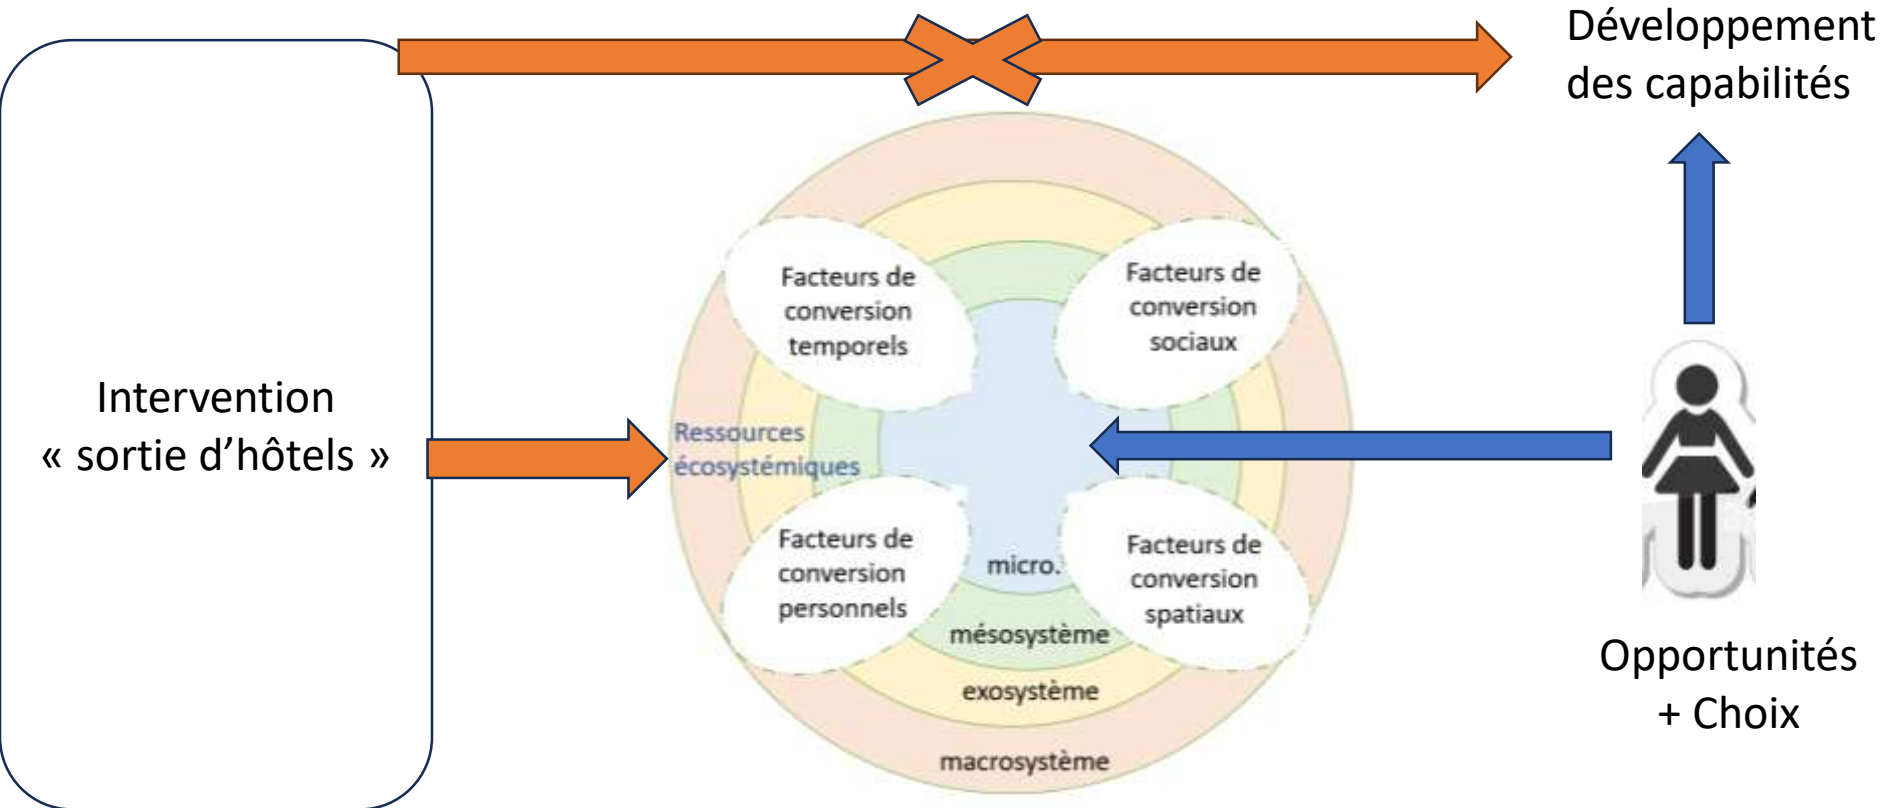 Développement
des capabilités
Intervention
« sortie d’hôtels »
Facteurs de
conversion
temporels
Facteurs de
conversion
sociaux
Ressources
écosystémiques
Facteurs de
conversion
personnels
Facteurs de
conversion
spatiaux
micro.
mésosystème
exosystème
macrosystème
Opportunités
+ Choix